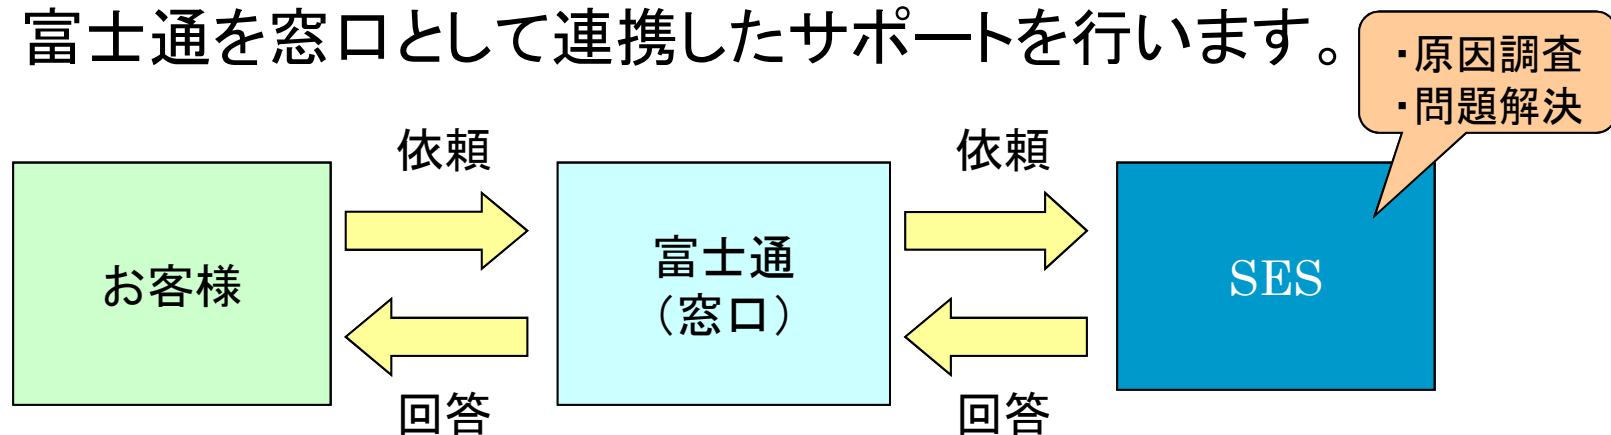 富士通を窓口として連携したサポートを行います。
・原因調査
・問題解決
依頼
依頼
お客様
富士通
（窓口）
SES
回答
回答